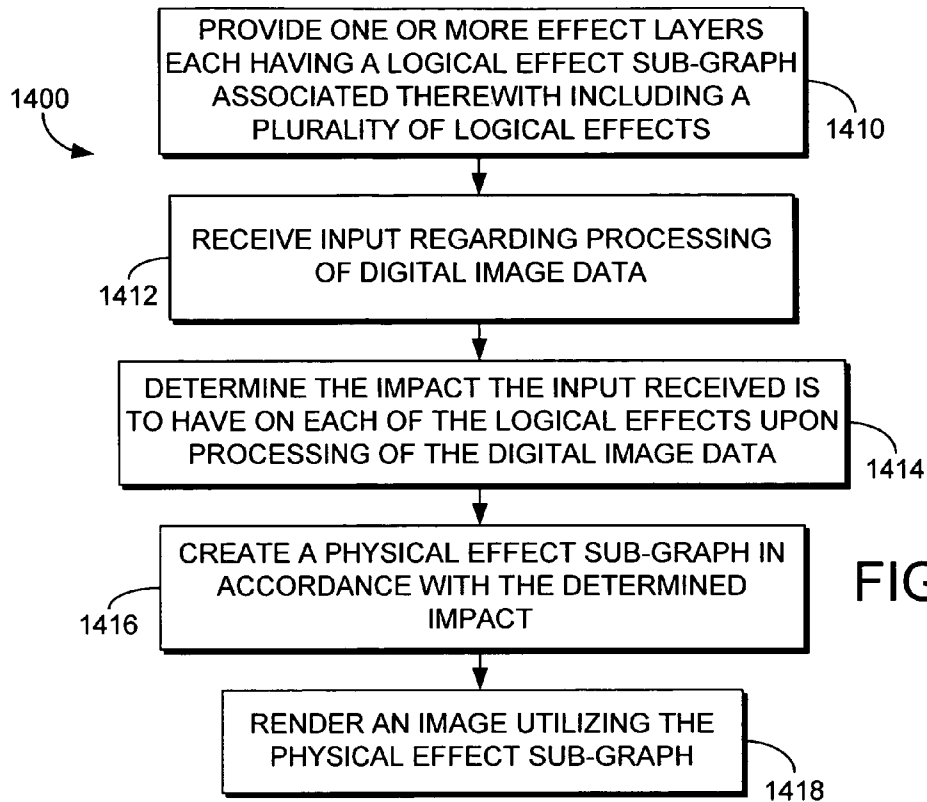 PROVIDE ONE OR MORE EFFECT LAYERS
EACH HAVING A LOGICAL EFFECT SUB-GRAPH
ASSOCIATED THEREWITH INCLUDING A
PLURALITY OF LOGICAL EFFECTS
1400
1410
RECEIVE INPUT REGARDING PROCESSING
OF DIGITAL IMAGE DATA
1412
DETERMINE THE IMPACT THE INPUT RECEIVED IS
TO HAVE ON EACH OF THE LOGICAL EFFECTS UPON
PROCESSING OF THE DIGITAL IMAGE DATA
1414
CREATE A PHYSICAL EFFECT SUB-GRAPH IN
ACCORDANCE WITH THE DETERMINED
IMPACT
1416
FIG
RENDER AN IMAGE UTILIZING THE
PHYSICAL EFFECT SUB-GRAPH
1418